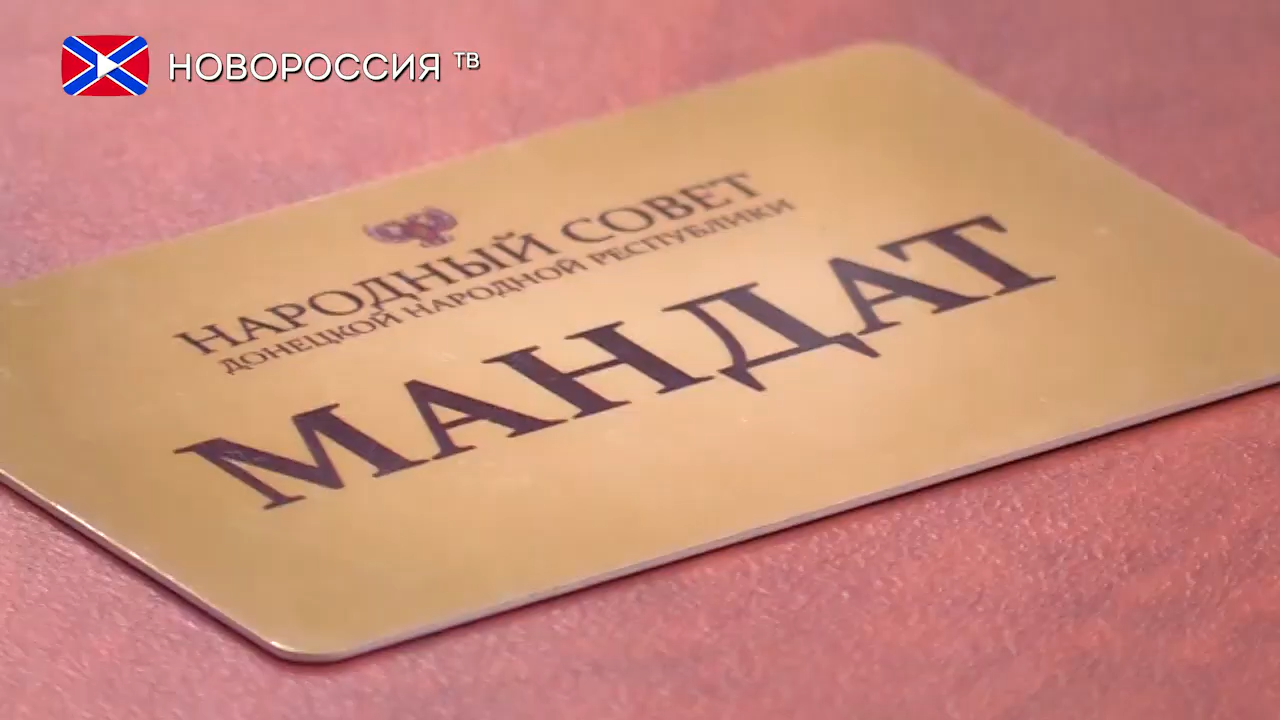 НОВОРОССИЯ ТВ
НАРОДНЫЙ СОВЕТ
ДОНЕЦКОЙ НАРОДНОЙ РЕСПУБЛИКИ
МАНДАТ